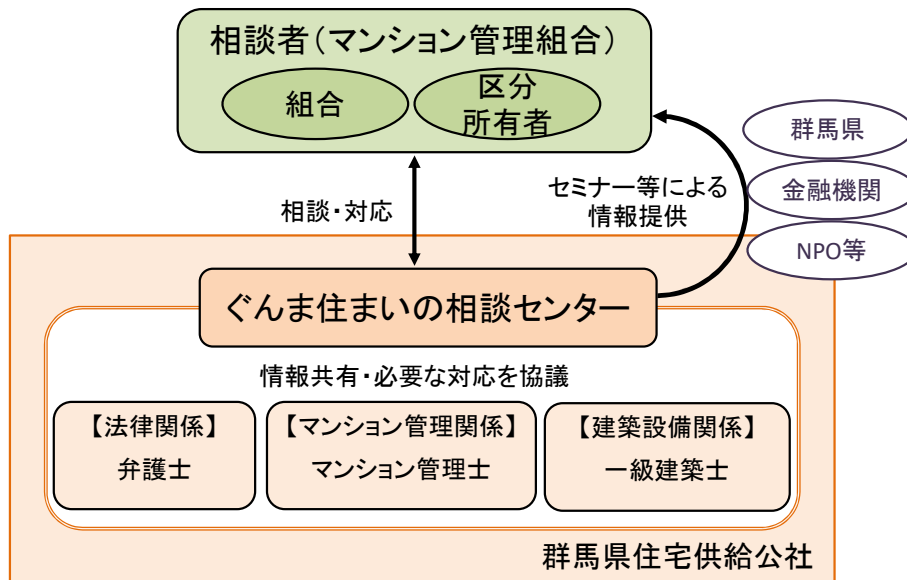 相談者（マンション管理組合）
組合
区分
所有者
群馬県
金融機関
NPO等
相談・対応
セミナー等による
情報提供
ぐんま住まいの相談センター
情報共有・必要な対応を協議
【法律関係】
弁護士
【マンション管理関係】
マンション管理士
【建築設備関係】
一級建築士
群馬県住宅供給公社